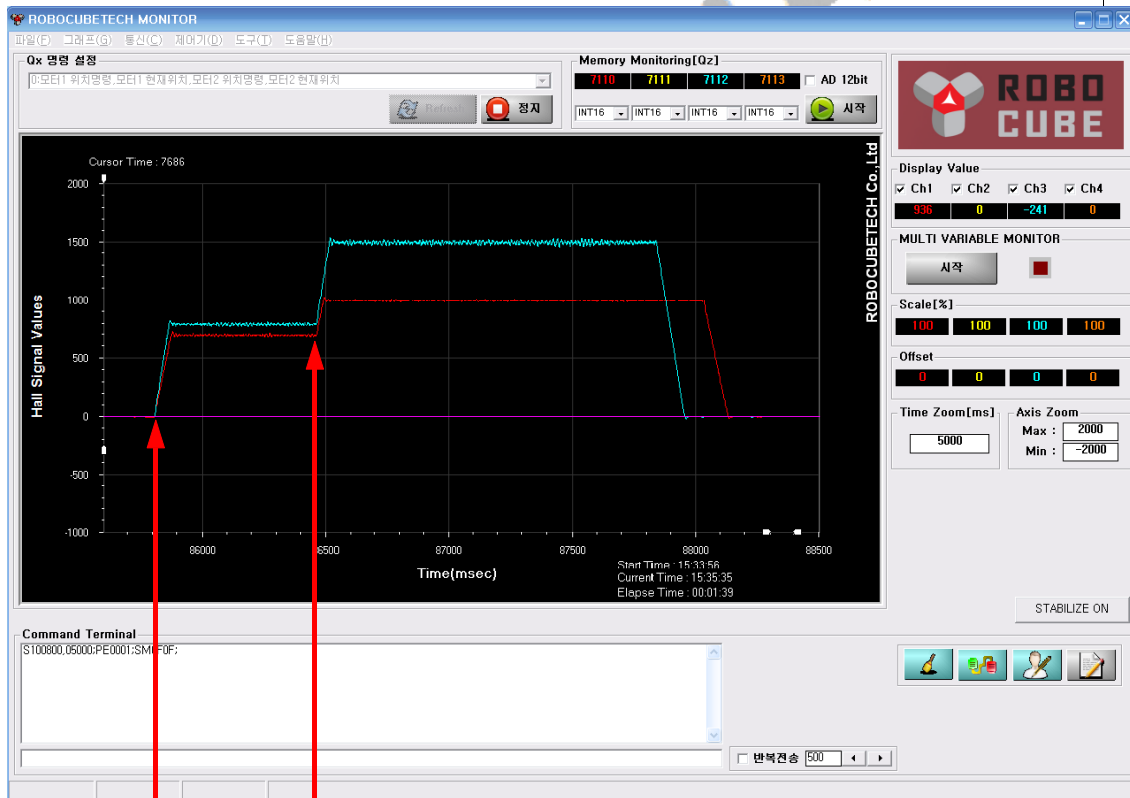 ROBOCUBETECH MONITOR
파일(F) 그래프(G) 통신(C) 제어기(D) 도구(T) 도움말(H)
Qx 명령 설정
0:모터1 위치명령,모터1 현재위치,모터2 위치명령,모터2 현재위치
Refresh
정지
Memory Monitoring[Qz]
7110 7111 7112 7113 AD 12bit
INT16 INT16 INT16 INT16 시작
ROBO CUBE
Cursor Time : 7686
2000
1500
1000
500
0
-500
-1000
Hall Signal Values
86000 86500 87000 87500 88000 88500
Time(msec)
Start Time : 15:33:56
Current Time : 15:35:35
Elapse Time : 00:01:39
ROBOCUBETECH Co.,Ltd
Display Value
Ch1 Ch2 Ch3 Ch4
936 0 -241 0
MULTI VARIABLE MONITOR
시작
Scale[%]
100 100 100 100
Offset
0 0 0 0
Time Zoom[ms]
5000
Axis Zoom
Max : 2000
Min : -2000
STABILIZE ON
Command Terminal
S100800,05000;PE0001;SM0F0F;
반복전송 500